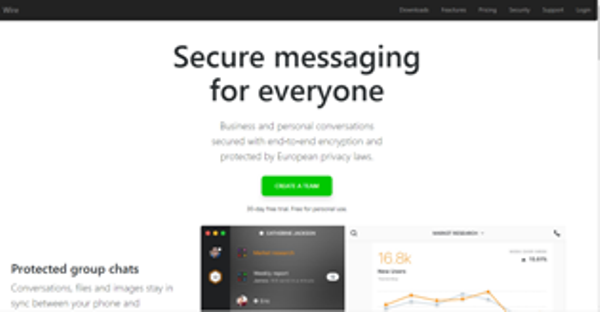 Wire
Downloads Features Pricing Security Support Login
Secure messaging
for everyone
Business and personal conversations
secured with end-to-end encryption and
protected by European privacy laws.
CREATE A TEAM
30-day free trial. Free for personal use.
CATHERINE JACKSON
Market research
Weekly report
Eric
MARKET RESEARCH
16.8k
New Users
Yesterday
Protected group chats
Conversations, files and images stay in
sync between your phone and